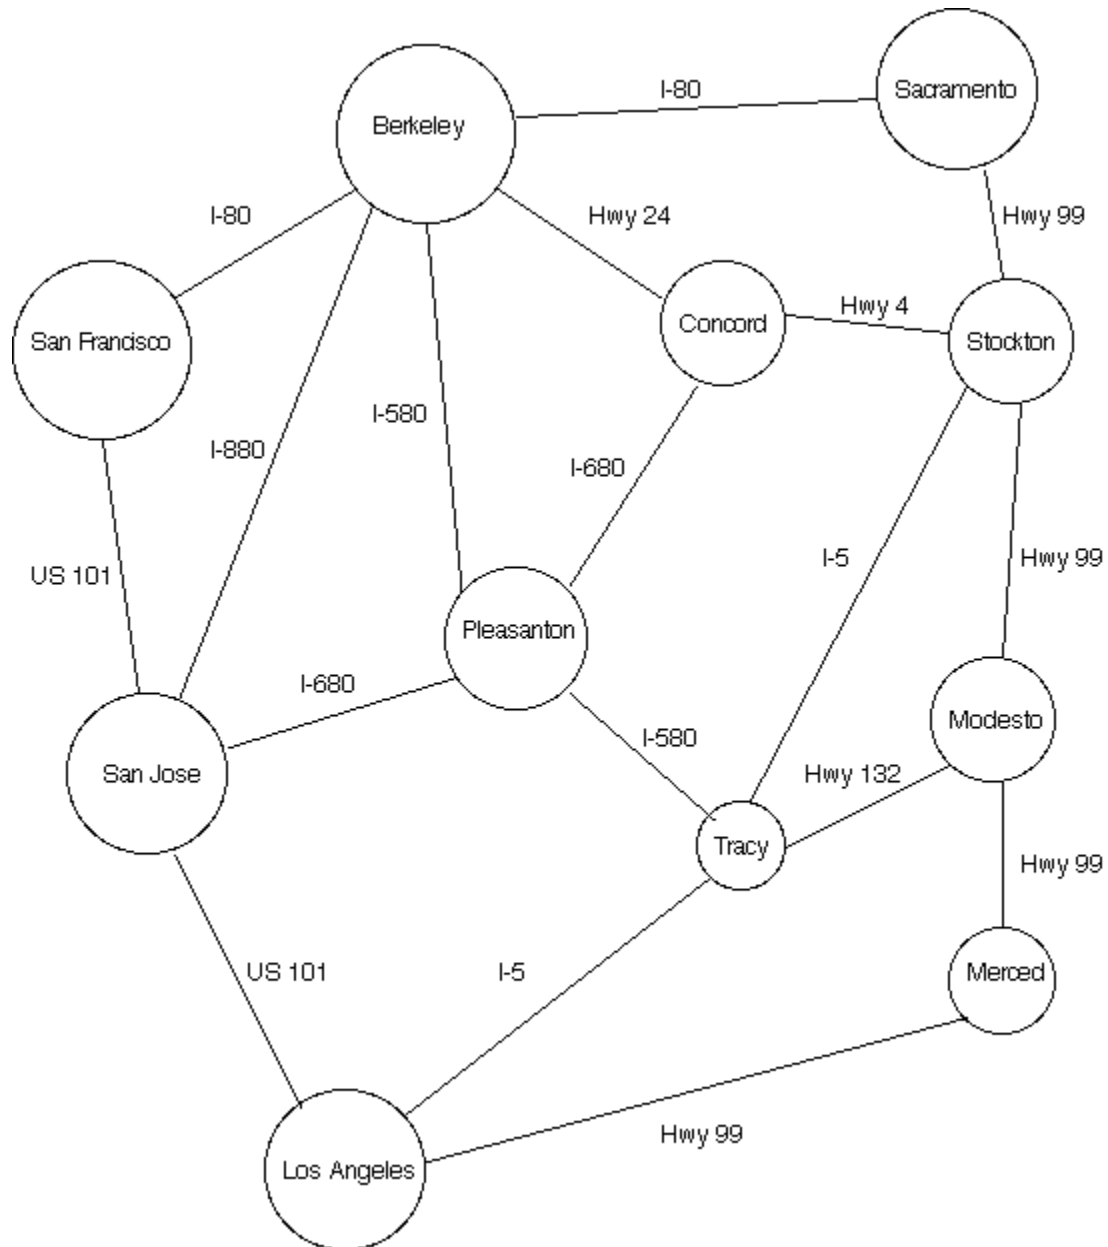 I-80
Sacramento
Berkeley
I-80
Hwy 24
Hwy 99
San Francisco
Concord
Hwy 4
Stockton
I-880
I-580
I-680
I-5
Hwy 99
US 101
Pleasanton
I-680
San Jose
I-580
Hwy 132
Modesto
Tracy
Hwy 99
US 101
I-5
Merced
Hwy 99
Los Angeles